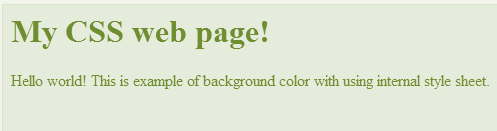 My CSS web page!
Hello world! This is example of background color with using internal style sheet.